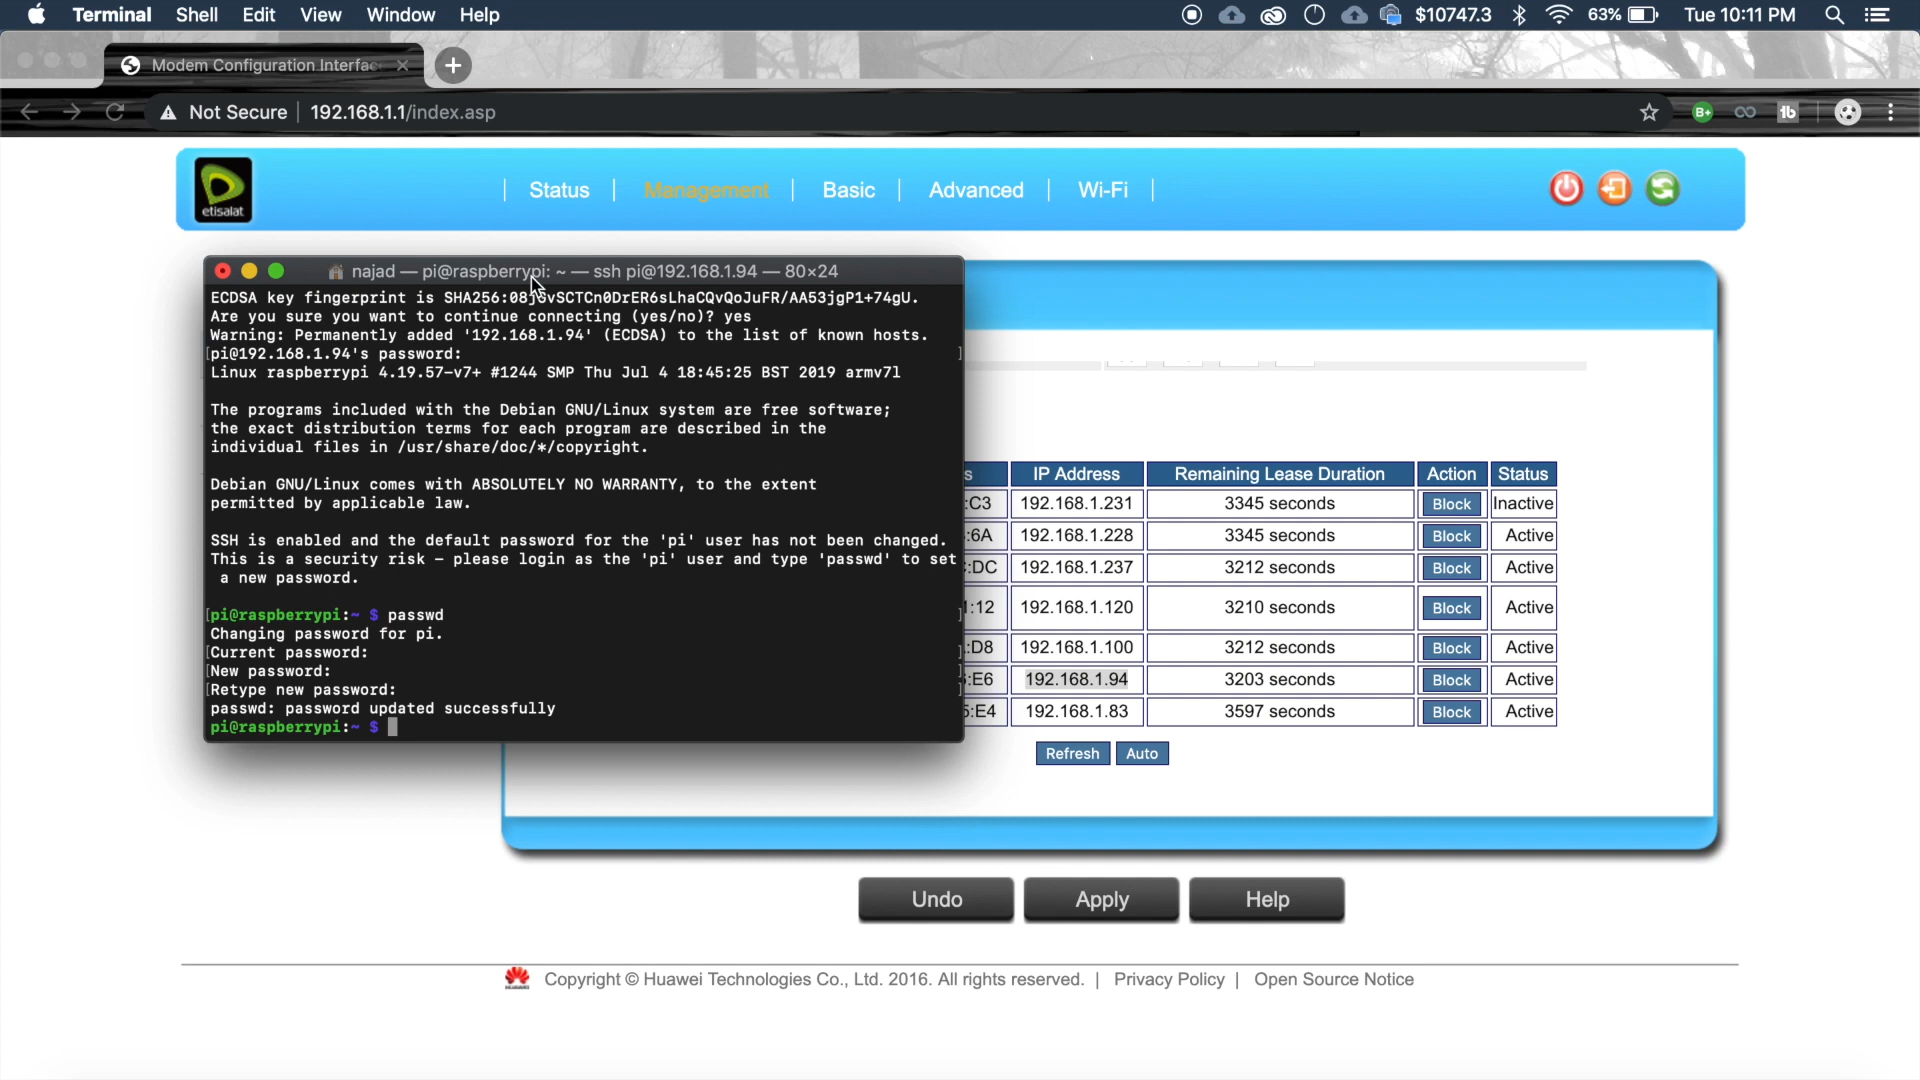 Terminal Shell Edit View Window Help $10747.3 63% Tue 10:11 PM
Modem Configuration Interfac
Not Secure 192.168.1.1/index.asp
etisalat
Status Management Basic Advanced Wi-Fi
najad — pi@raspberrypi: ~ — ssh pi@192.168.1.94 — 80×24
ECDSA key fingerprint is
Are you sure you want to continue connecting (yes/no)? yes
Warning: Permanently added '192.168.1.94' (ECDSA) to the list of known hosts.
[pi@192.168.1.94's password: ]
Linux raspberrypi 4.19.57-v7+ #1244 SMP Thu Jul 4 18:45:25 BST 2019 armv7l
The programs included with the Debian GNU/Linux system are free software;
the exact distribution terms for each program are described in the
individual files in /usr/share/doc/*/copyright.
Debian GNU/Linux comes with ABSOLUTELY NO WARRANTY, to the extent
permitted by applicable law.
SSH is enabled and the default password for the 'pi' user has not been changed.
This is a security risk - please login as the 'pi' user and type 'passwd' to set
a new password.
[pi@raspberrypi:~ $ passwd ]
Changing password for pi.
[Current password: ]
[New password: ]
[Retype new password: ]
passwd: password updated successfully
pi@raspberrypi:~ $
s IP Address Remaining Lease Duration Action Status
:C3 192.168.1.231 3345 seconds Block Inactive
:6A 192.168.1.228 3345 seconds Block Active
:DC 192.168.1.237 3212 seconds Block Active
:12 192.168.1.120 3210 seconds Block Active
:D8 192.168.1.100 3212 seconds Block Active
:E6 192.168.1.94 3203 seconds Block Active
:E4 192.168.1.83 3597 seconds Block Active
Refresh Auto
Undo Apply Help
HUAWEI Copyright © Huawei Technologies Co., Ltd. 2016. All rights reserved. | Privacy Policy | Open Source Notice